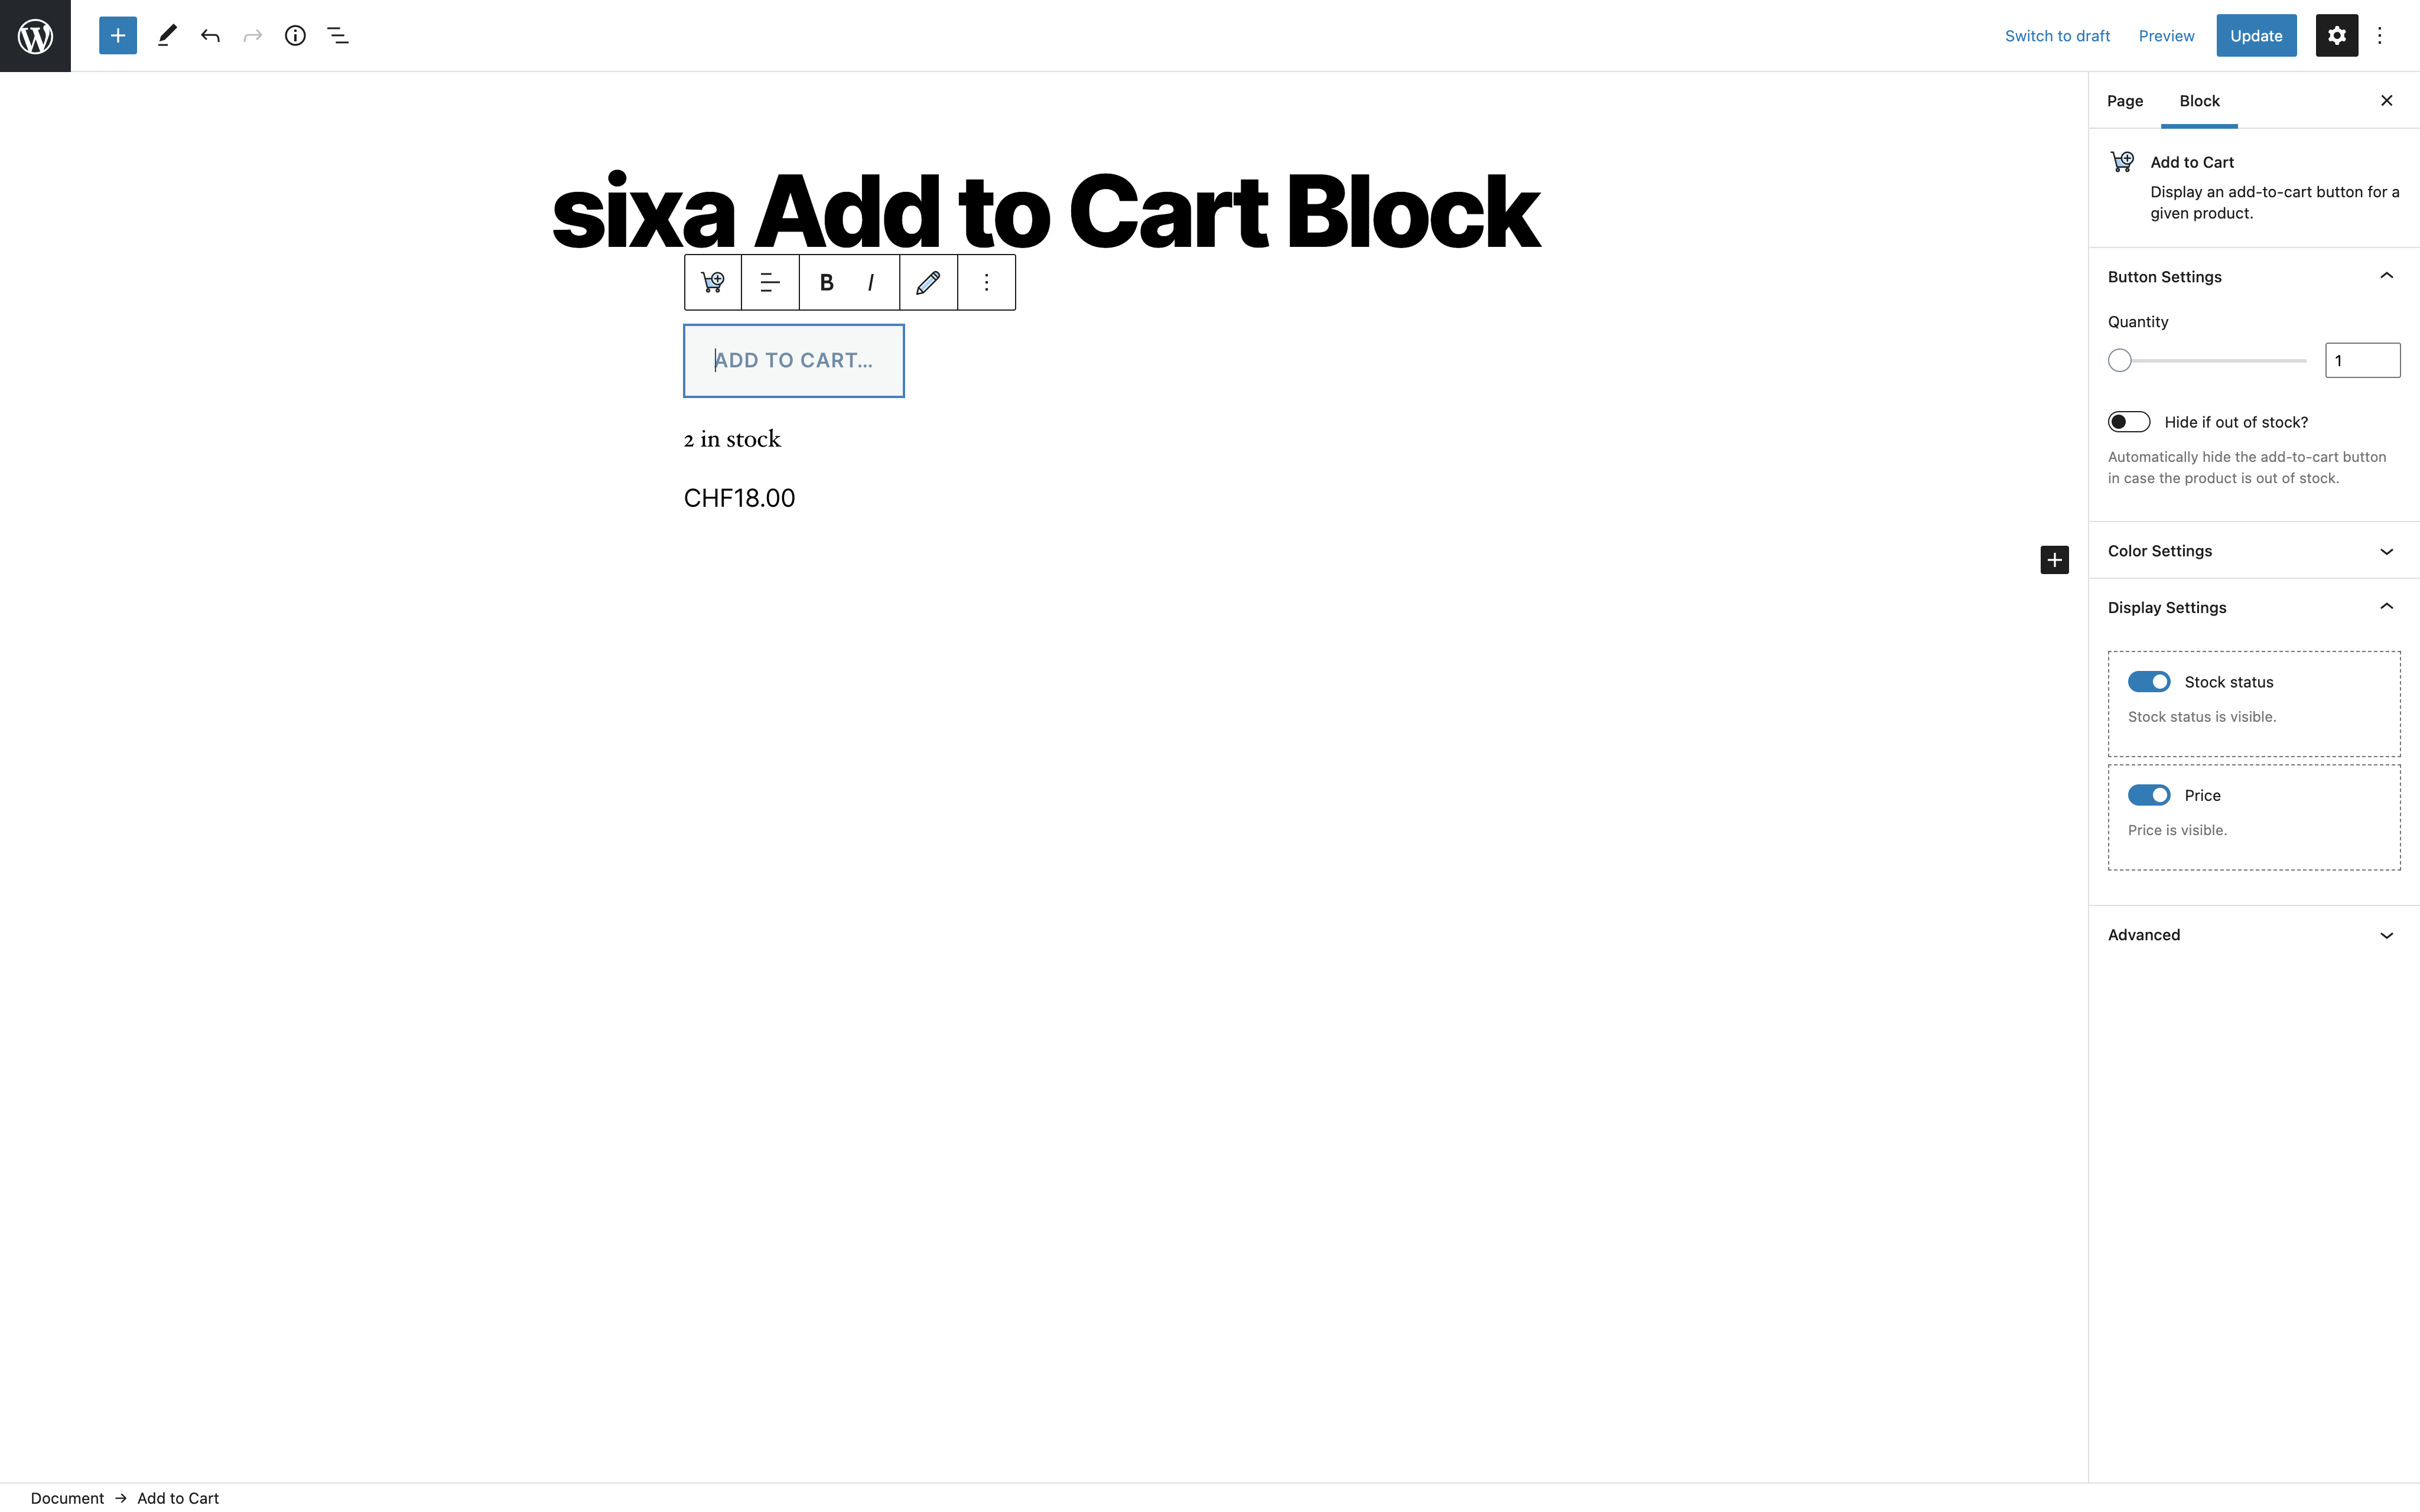 Switch to draft
Preview
Update
Page
Block
sixa Add to Cart Block
B I
ADD TO CART...
2 in stock
CHF18.00
Add to Cart
Display an add-to-cart button for a
given product.
Button Settings
Quantity
1
Hide if out of stock?
Automatically hide the add-to-cart button
in case the product is out of stock.
Color Settings
Display Settings
Stock status
Stock status is visible.
Price
Price is visible.
Advanced
Document → Add to Cart